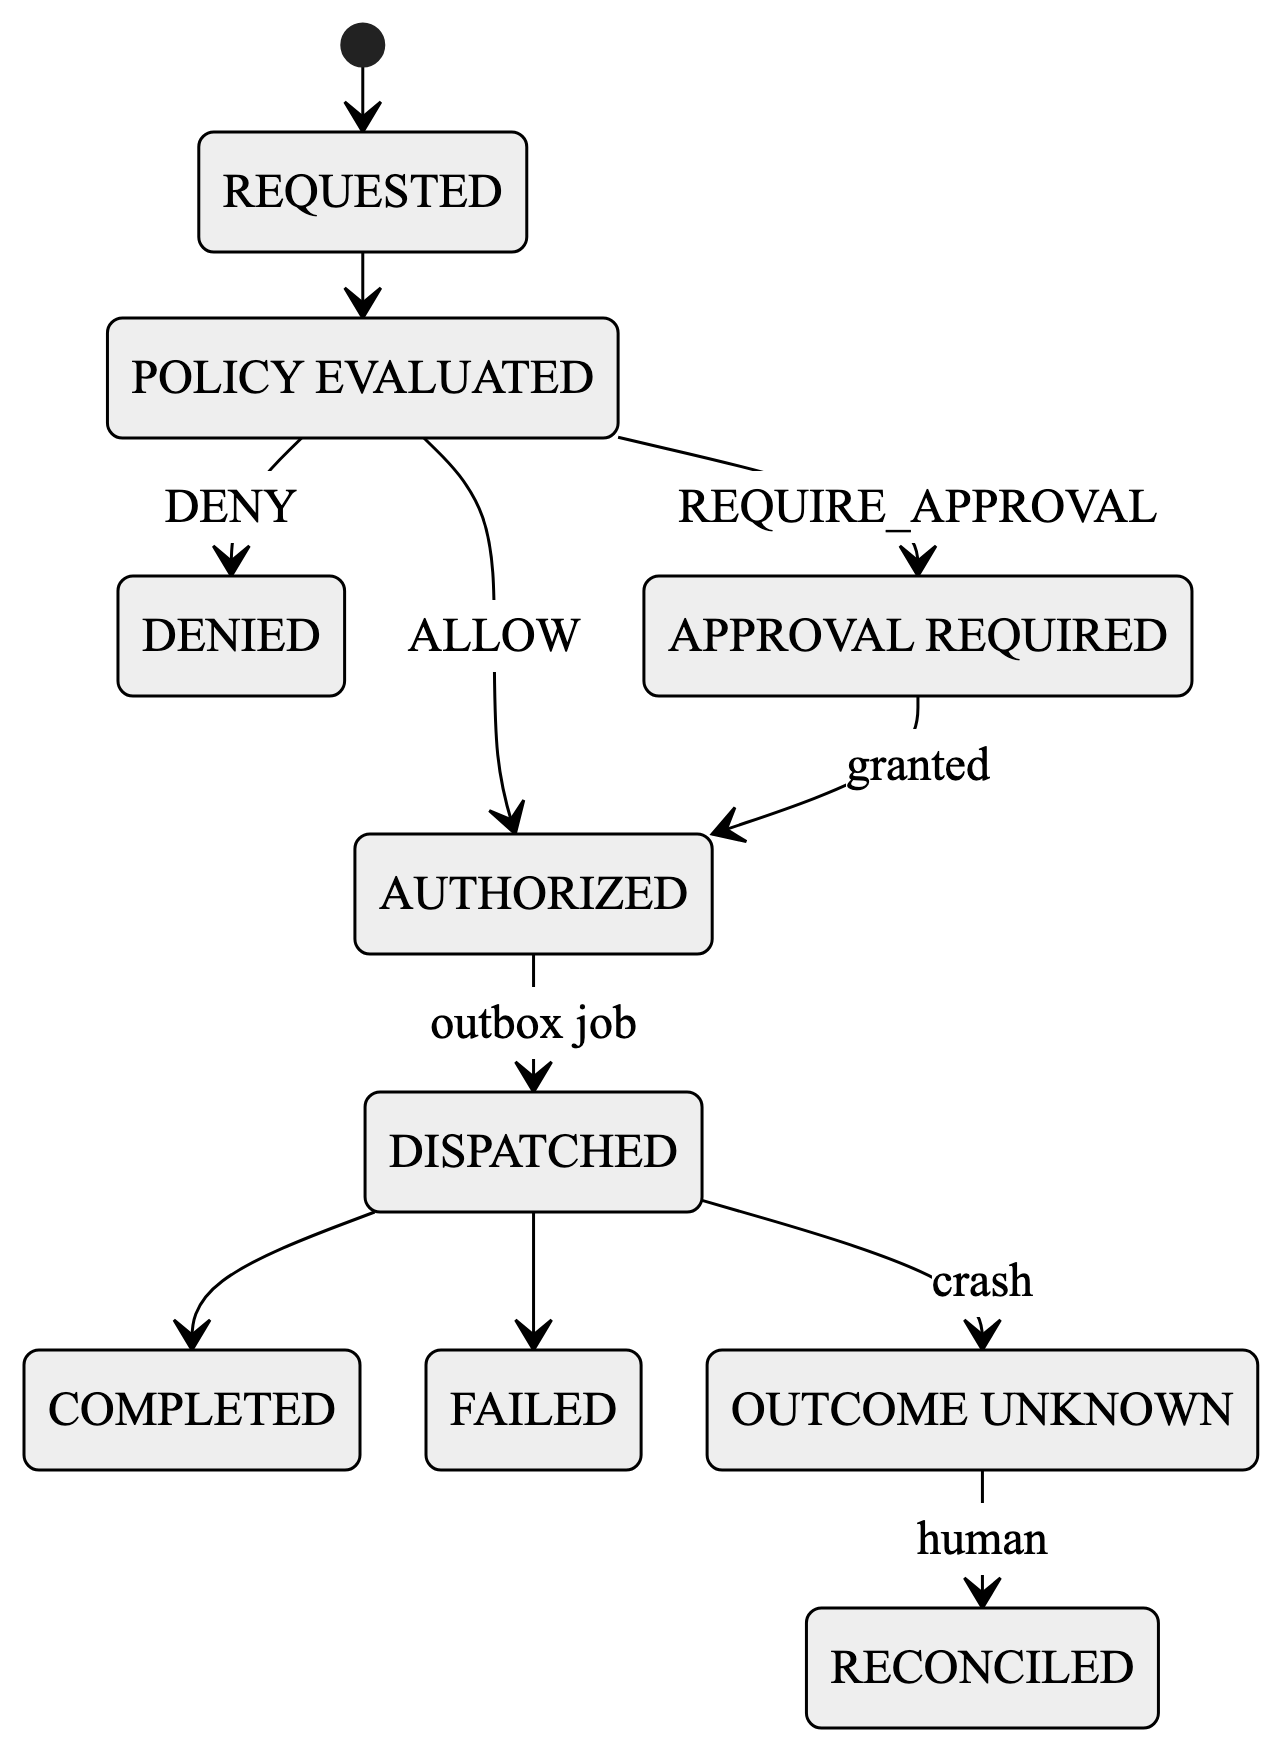 REQUESTED
POLICY EVALUATED
DENY
REQUIRE_APPROVAL
DENIED
ALLOW
APPROVAL REQUIRED
granted
AUTHORIZED
outbox job
DISPATCHED
crash
COMPLETED
FAILED
OUTCOME UNKNOWN
human
RECONCILED